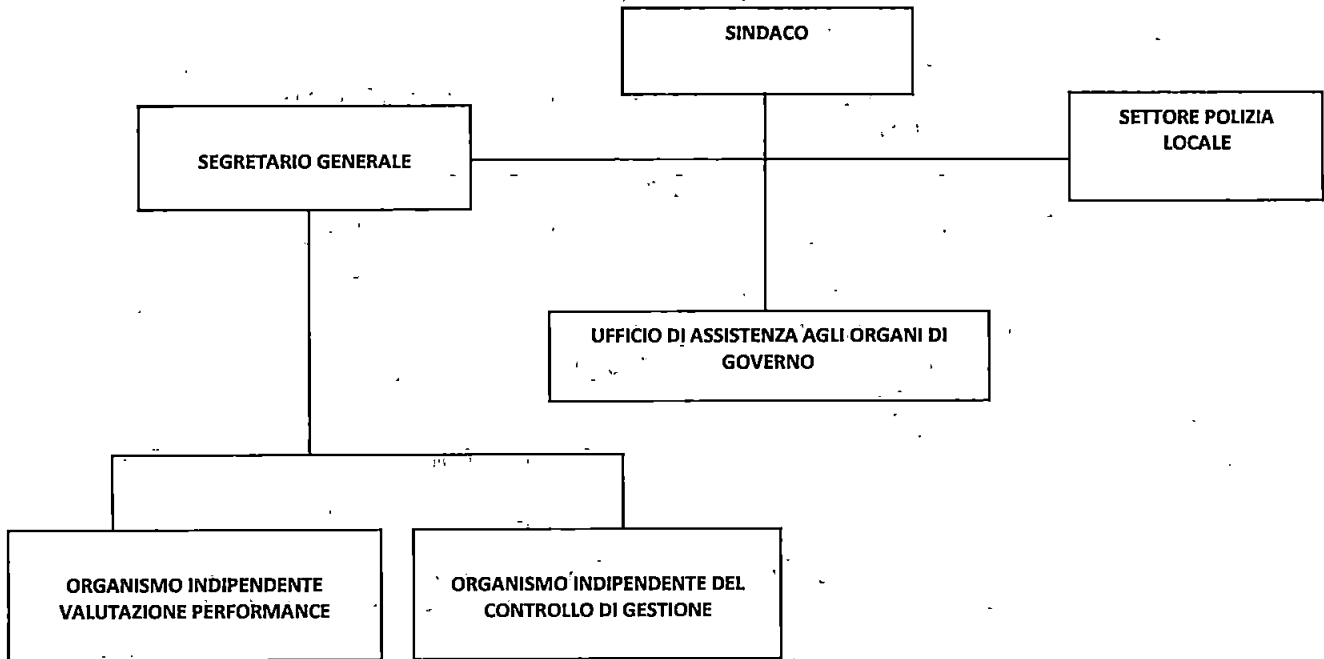 SINDACO
SETTORE POLIZIA
LOCALE
SEGRETARIO GENERALE
UFFICIO DI ASSISTENZA AGLI ORGANI DI
GOVERNO
ORGANISMO INDIPENDENTE
VALUTAZIONE PERFORMANCE
ORGANISMO INDIPENDENTE DEL
CONTROLLO DI GESTIONE